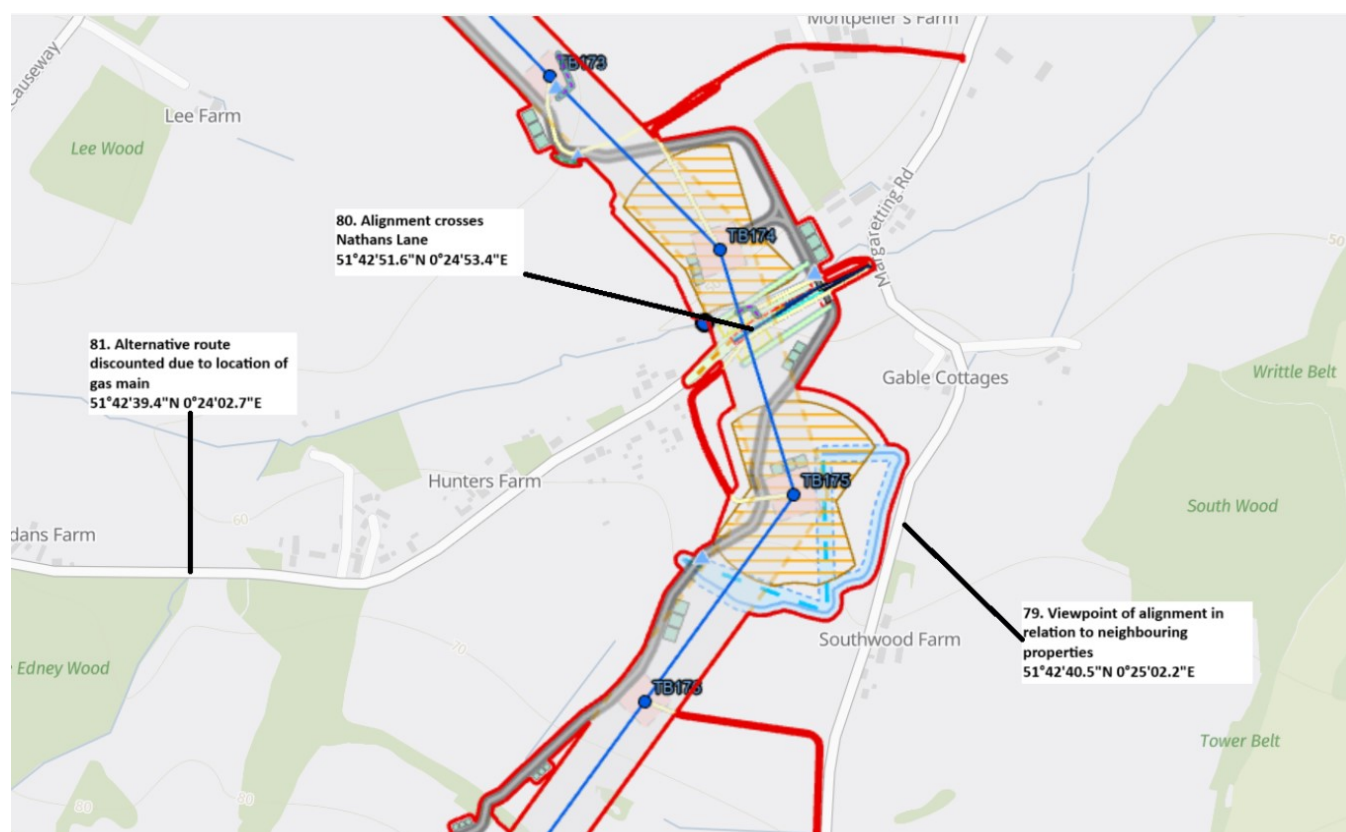 Montpelier's Farm
Causeway
TB173
Lee Farm
Lee Wood
80. Alignment crosses
Nathans Lane
51°42'51.6"N 0°24'53.4"E
TB174
Margaretting Rd
50
81. Alternative route
discounted due to location of
gas main
51°42'39.4"N 0°24'02.7"E
Gable Cottages
Writtle Belt
Hunters Farm
TB175
South Wood
60
dans Farm
79. Viewpoint of alignment in
relation to neighbouring
properties
51°42'40.5"N 0°25'02.2"E
Southwood Farm
70
Edney Wood
TB176
Tower Belt
80
80